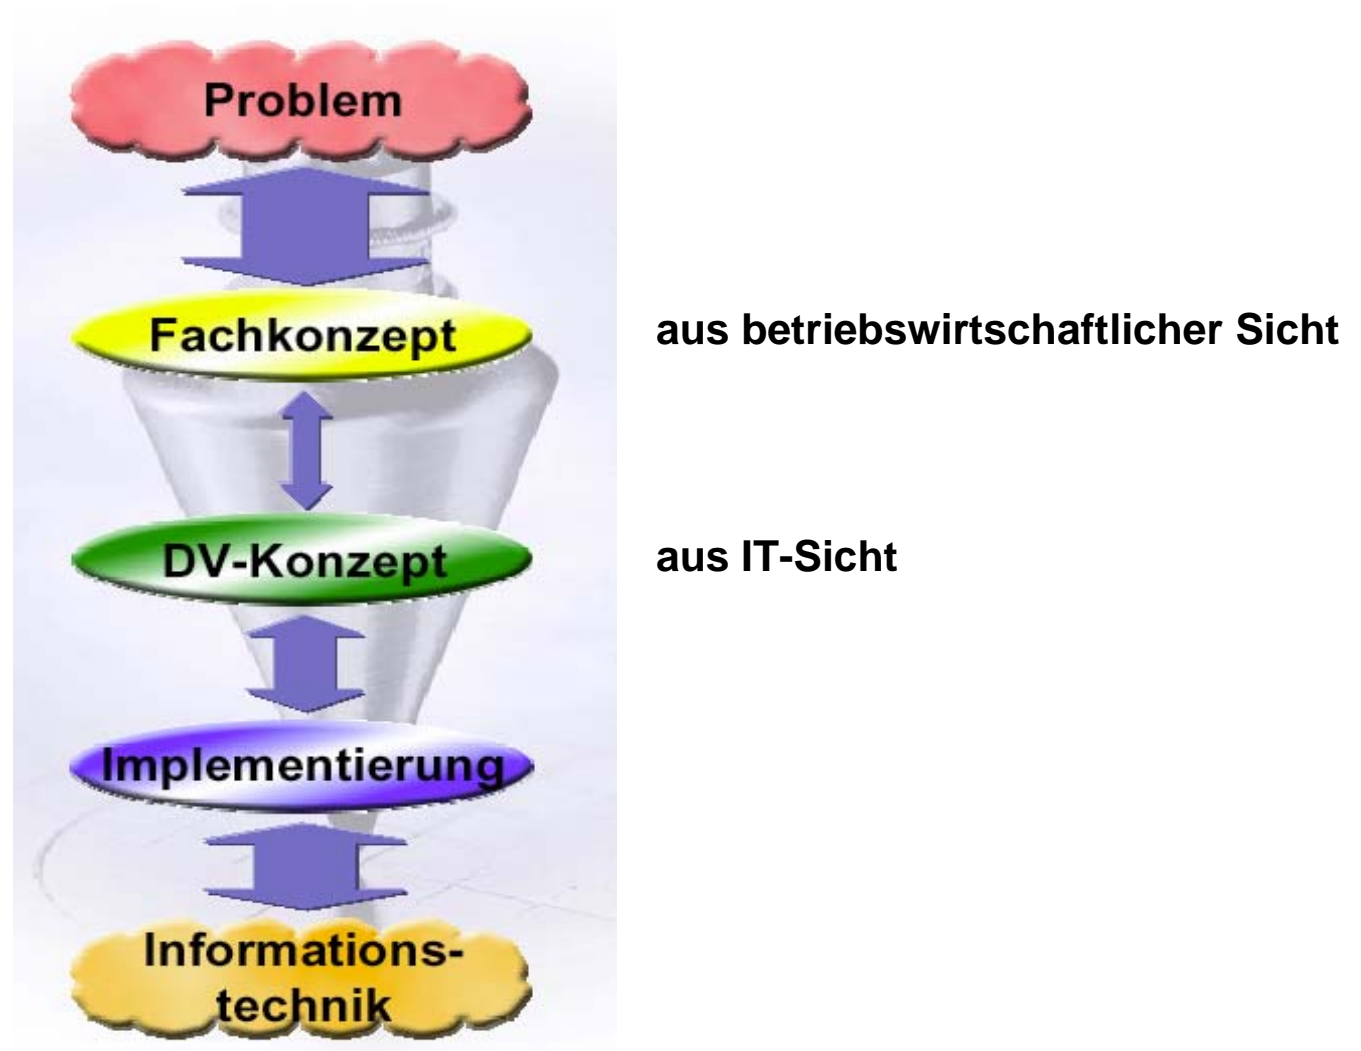 Problem
Fachkonzept
aus betriebswirtschaftlicher Sicht
DV-Konzept
aus IT-Sicht
Implementierung
Informations-
technik